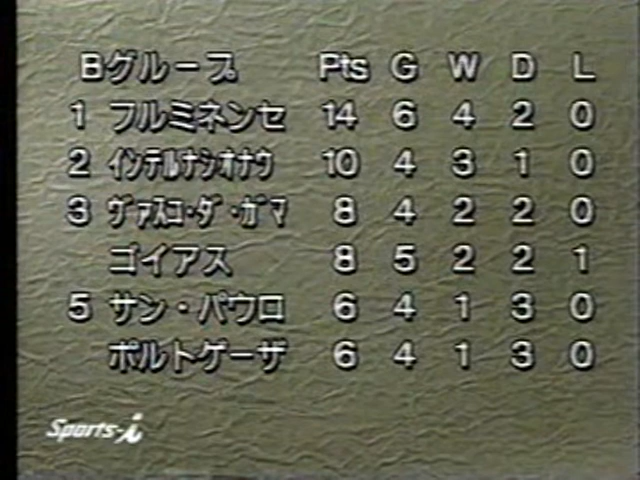 Bグループ Pts G W D L
1 フルミネンセ 14 6 4 2 0
2 インテルナシオナウ 10 4 3 1 0
3 ヴァスコ・ダ・ガマ 8 4 2 2 0
ゴイアス 8 5 2 2 1
5 サン・パウロ 6 4 1 3 0
ポルトゲーザ 6 4 1 3 0
Sports-i